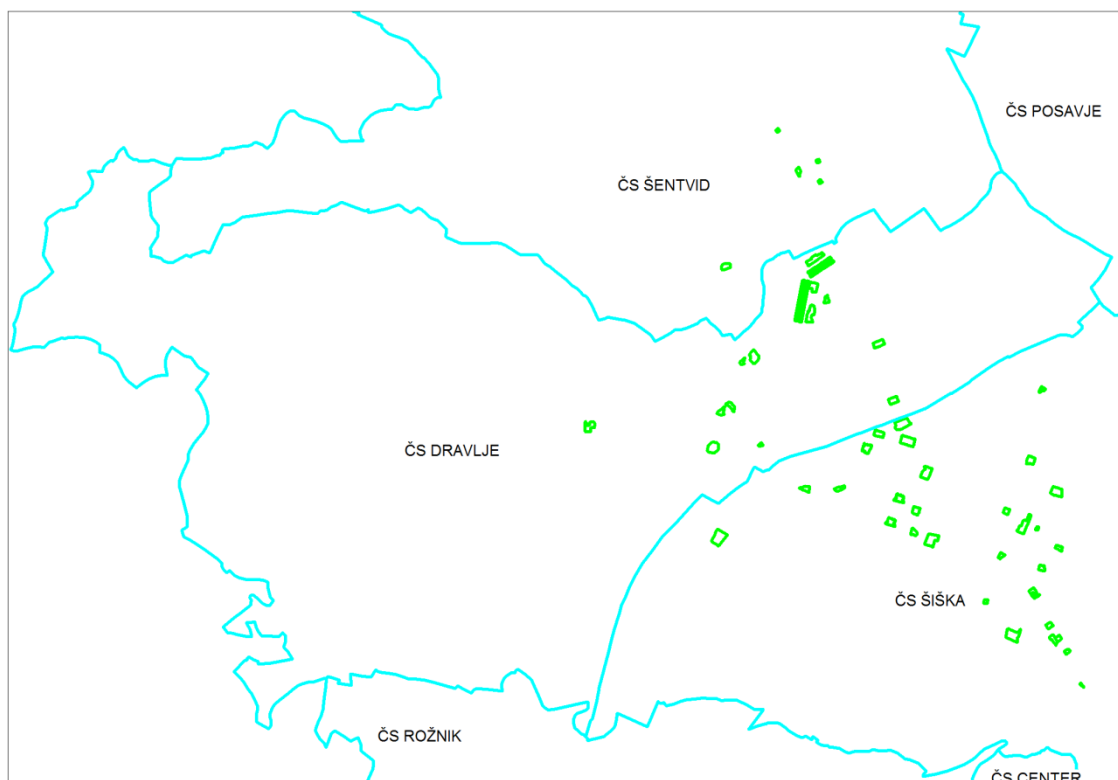 ČS POSAVJE
ČS ŠENTVID
ČS DRAVLJE
ČS ŠIŠKA
ČS ROŽNIK
ČS CENTER